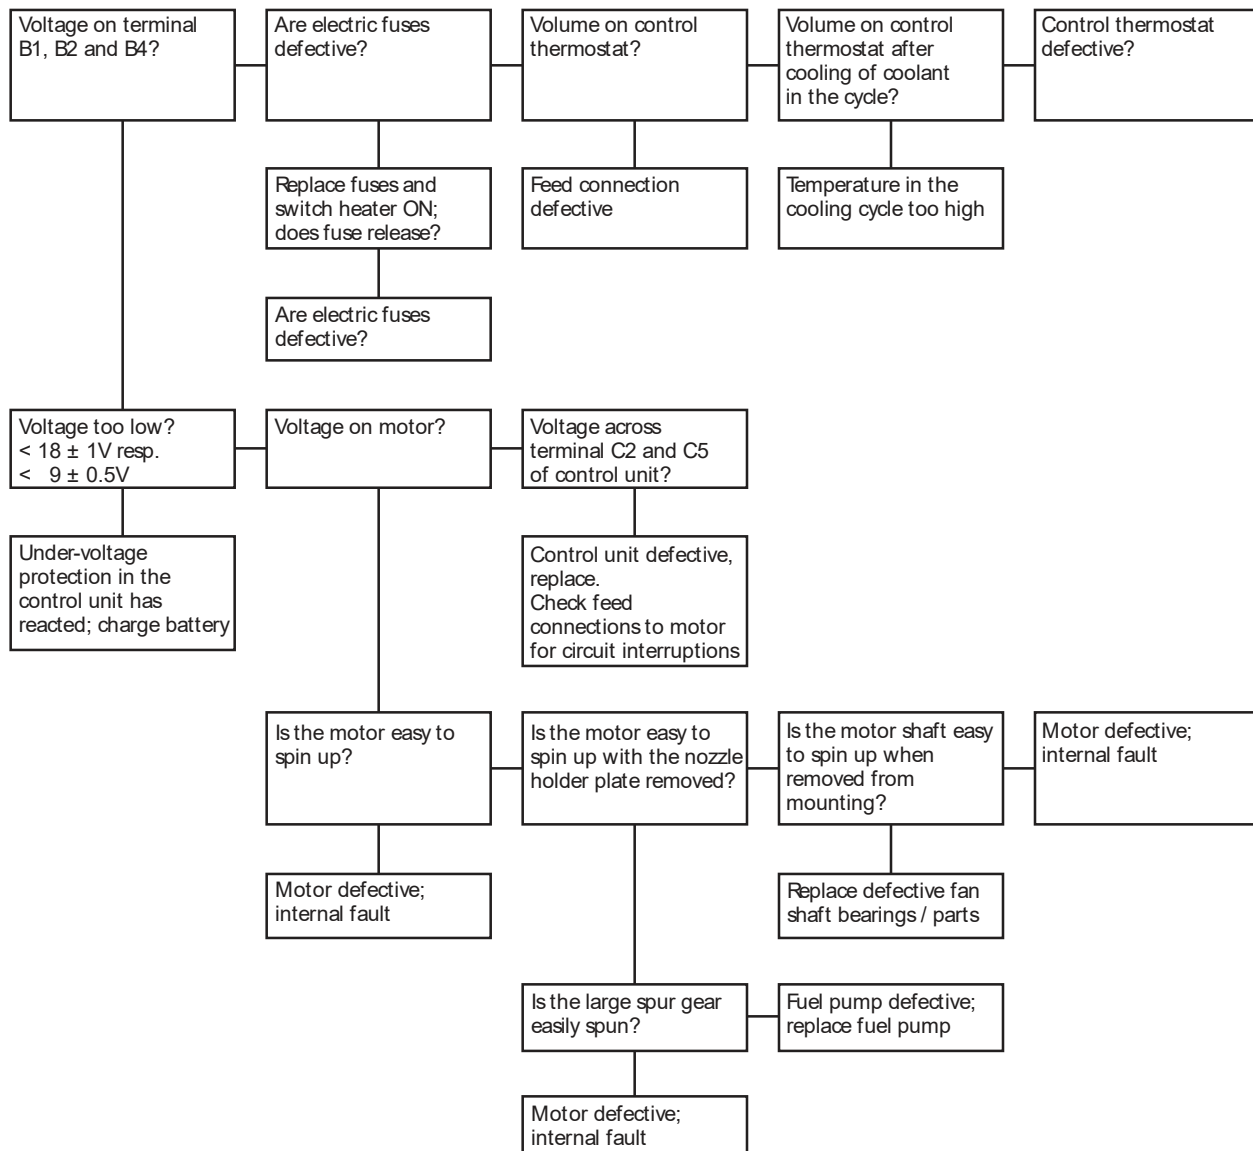 Voltage on terminal
B1, B2 and B4?
Are electric fuses
defective?
Volume on control
thermostat?
Volume on control
thermostat after
cooling of coolant
in the cycle?
Control thermostat
defective?
Replace fuses and
switch heater ON;
does fuse release?
Feed connection
defective
Temperature in the
cooling cycle too high
Are electric fuses
defective?
Voltage too low?
< 18 ± 1V resp.
< 9 ± 0.5V
Voltage on motor?
Voltage across
terminal C2 and C5
of control unit?
Under-voltage
protection in the
control unit has
reacted; charge battery
Control unit defective,
replace.
Check feed
connections to motor
for circuit interruptions
Is the motor easy to
spin up?
Is the motor easy to
spin up with the nozzle
holder plate removed?
Is the motor shaft easy
to spin up when
removed from
mounting?
Motor defective;
internal fault
Motor defective;
internal fault
Replace defective fan
shaft bearings / parts
Is the large spur gear
easily spun?
Fuel pump defective;
replace fuel pump
Motor defective;
internal fault